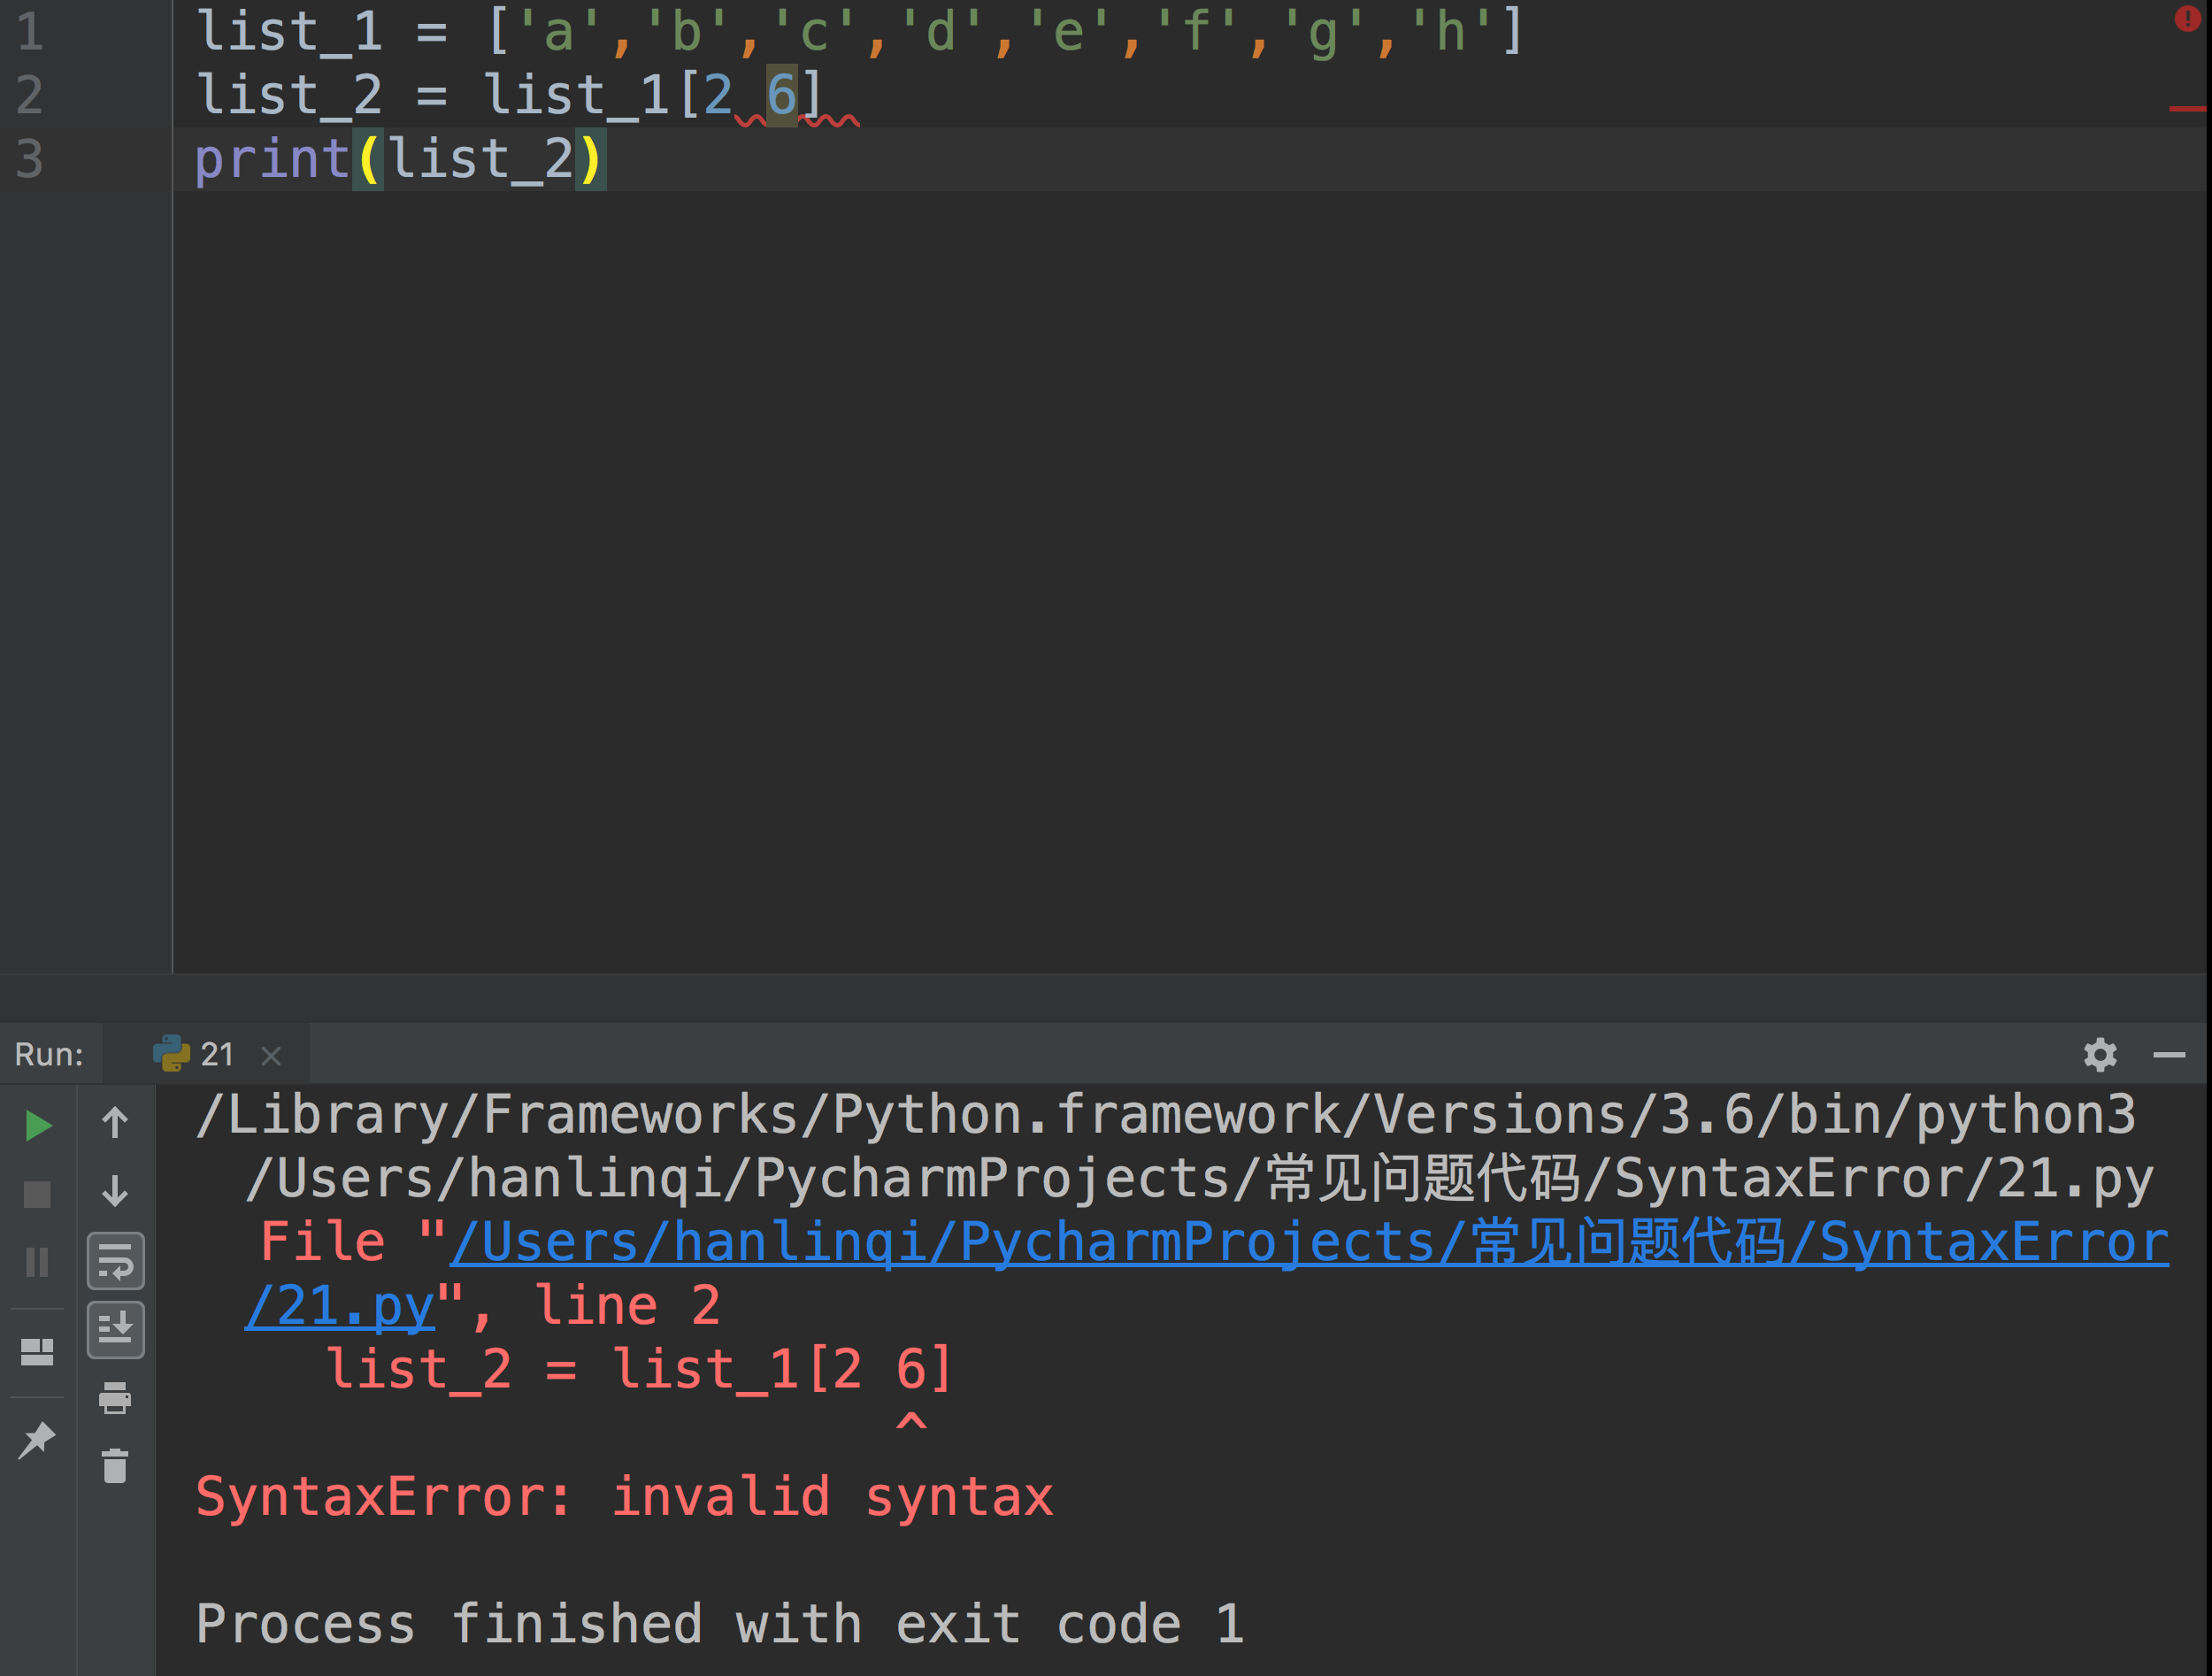 1 list_1 = ['a','b','c','d','e','f','g','h']
2 list_2 = list_1[2 6]
3 print(list_2)
Run: 21
/Library/Frameworks/Python.framework/Versions/3.6/bin/python3
/Users/hanlinqi/PycharmProjects/常见问题代码/SyntaxError/21.py
File "/Users/hanlinqi/PycharmProjects/常见问题代码/SyntaxError
/21.py", line 2
list_2 = list_1[2 6]
^
SyntaxError: invalid syntax
Process finished with exit code 1